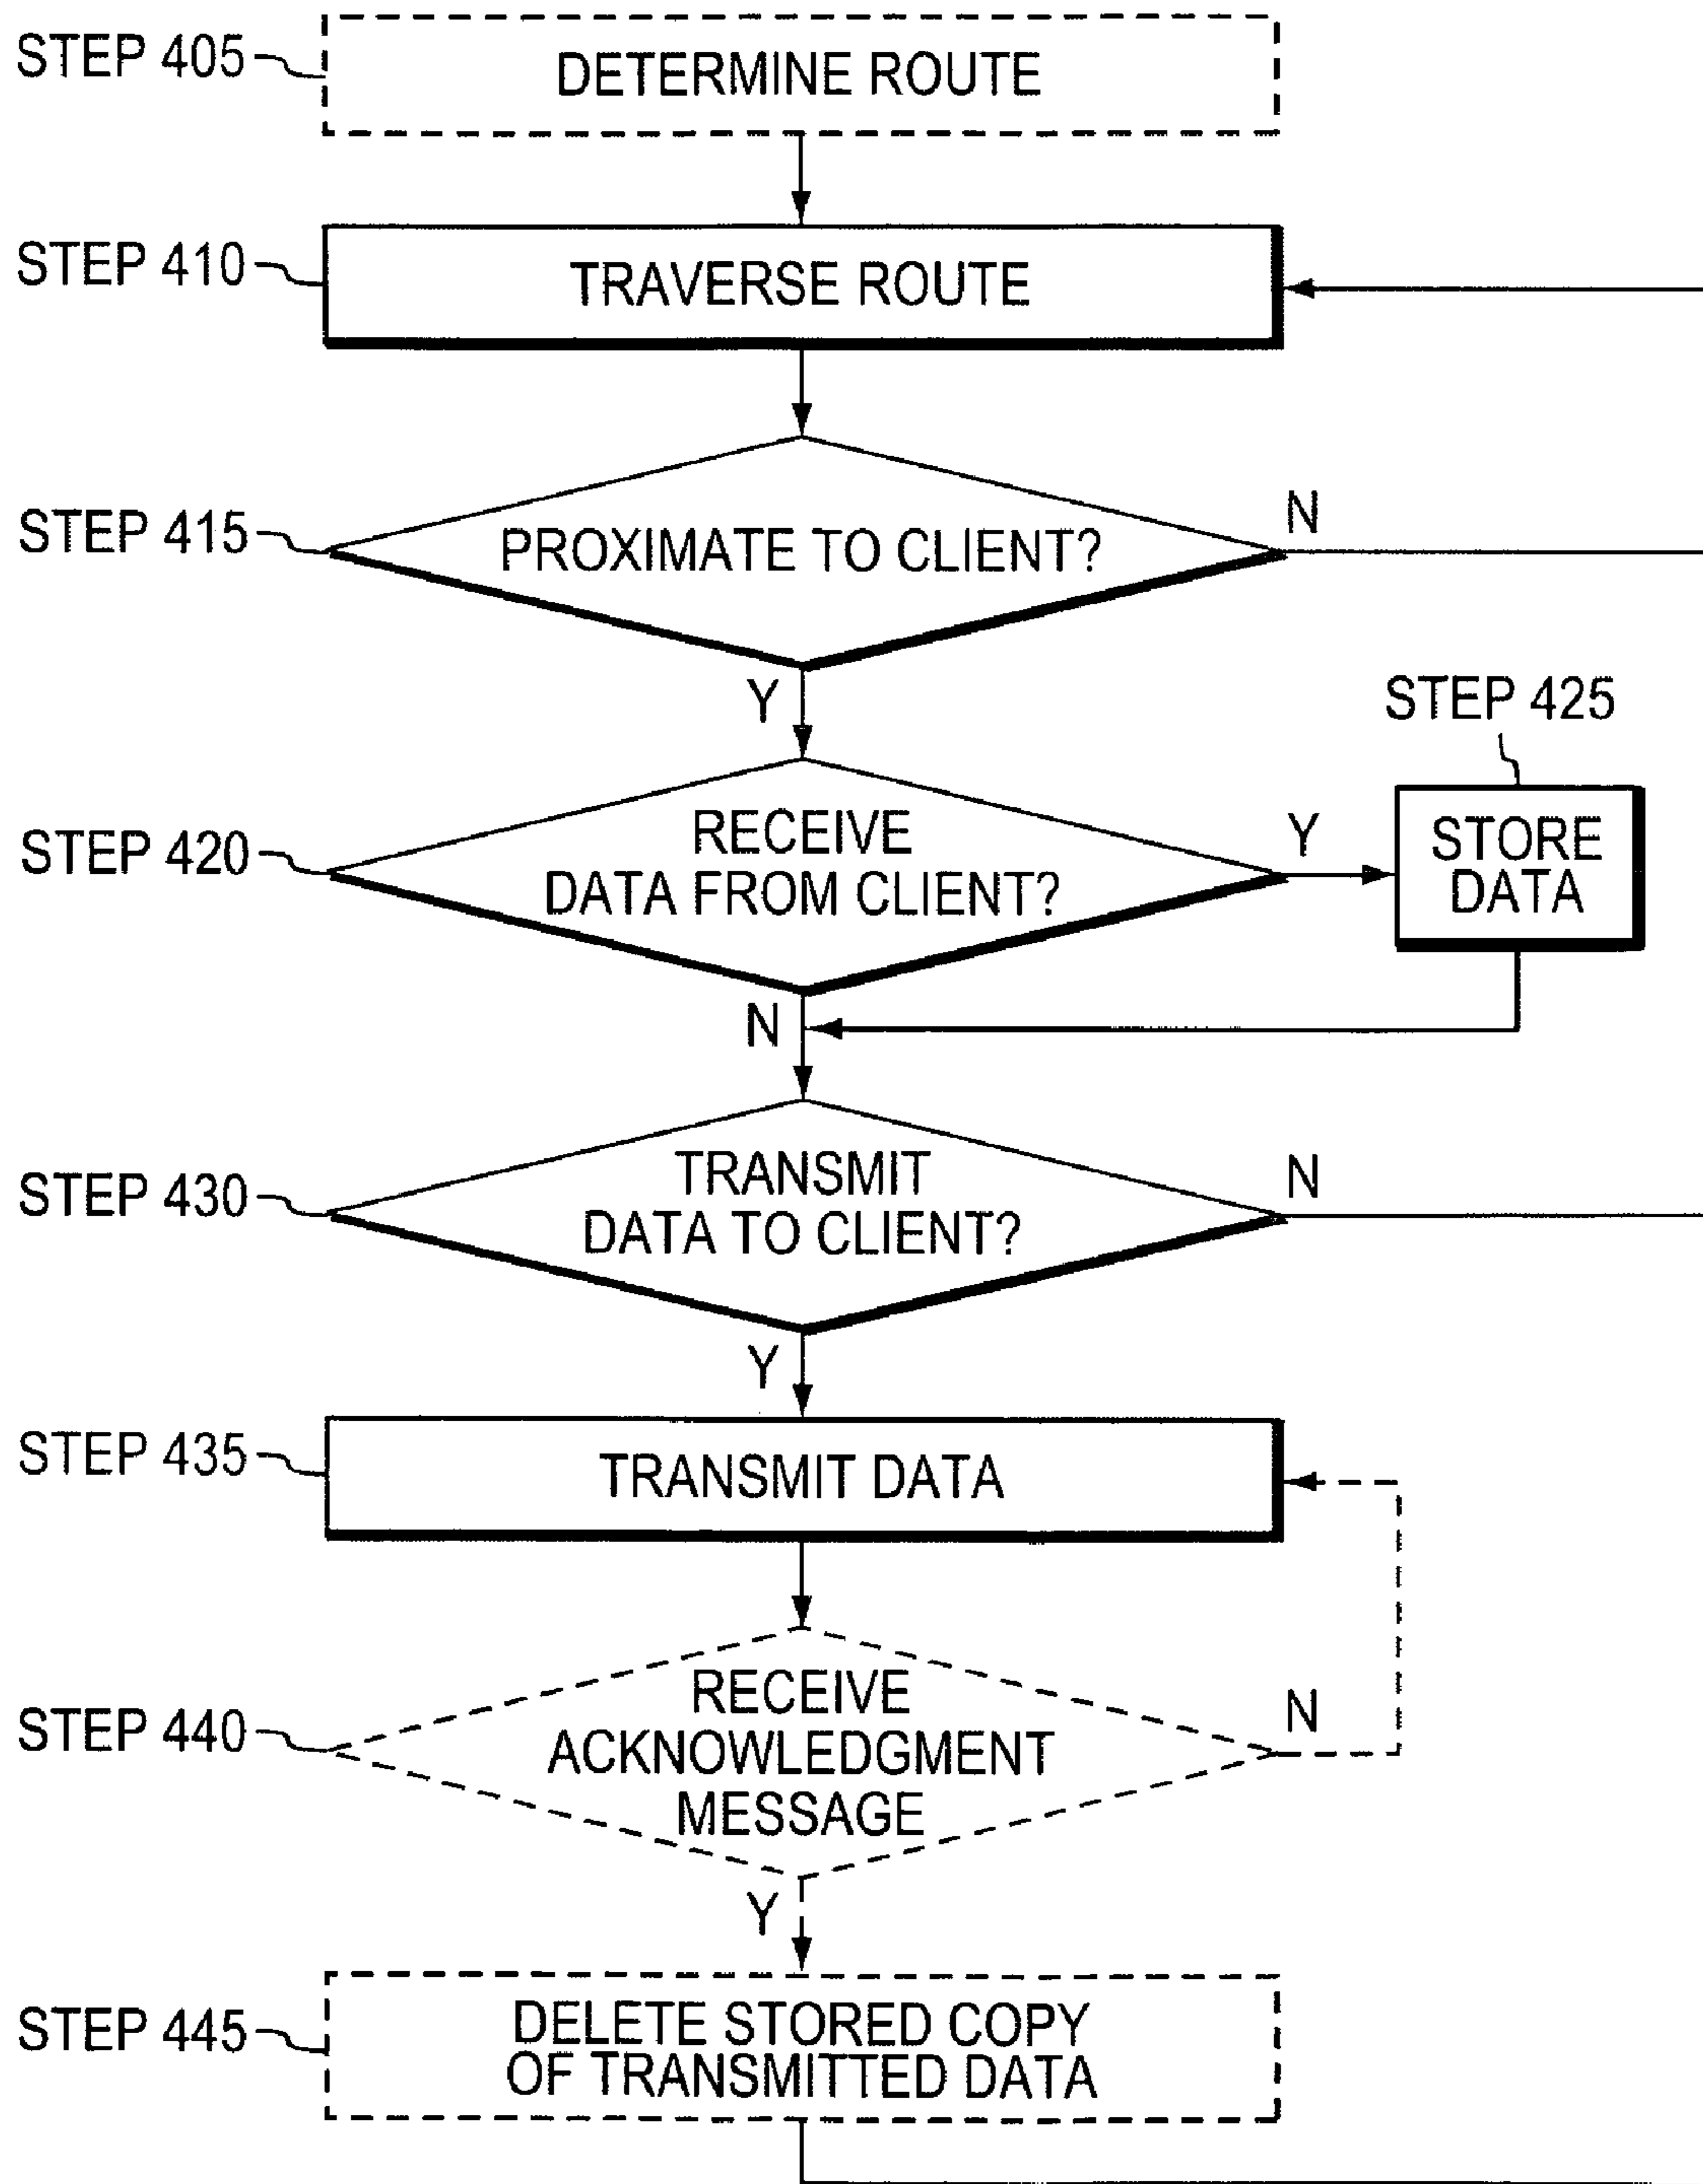 STEP 405
DETERMINE ROUTE
STEP 410
TRAVERSE ROUTE
STEP 415
PROXIMATE TO CLIENT?
N
Y
STEP 425
STEP 420
RECEIVE
DATA FROM CLIENT?
Y
STORE
DATA
N
STEP 430
TRANSMIT
DATA TO CLIENT?
N
Y
STEP 435
TRANSMIT DATA
STEP 440
RECEIVE
ACKNOWLEDGMENT
MESSAGE
N
Y
STEP 445
DELETE STORED COPY
OF TRANSMITTED DATA